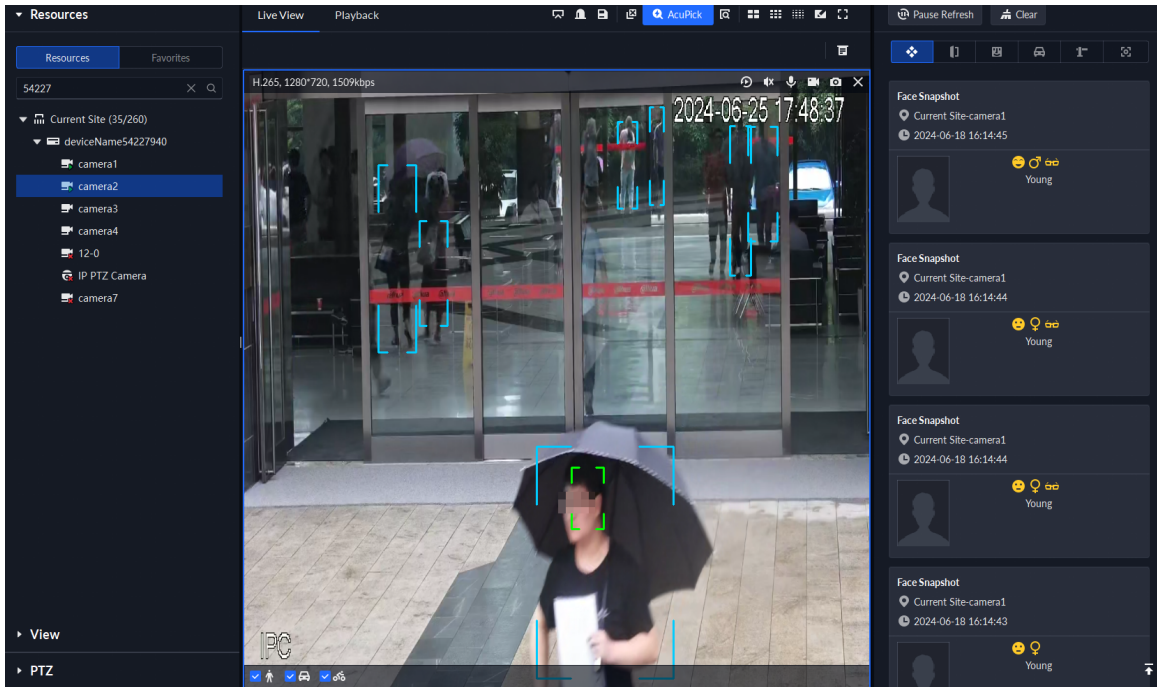 Resources
Live View Playback AcuPick Pause Refresh Clear
Resources Favorites
54227
Current Site (35/260)
deviceName54227940
camera1
camera2
camera3
camera4
12-0
IP PTZ Camera
camera7
View
PTZ
H.265, 1280*720, 1509kbps
2024-06-25 17:48:37
IPC
Face Snapshot
Current Site-camera1
2024-06-18 16:14:45
Young
Face Snapshot
Current Site-camera1
2024-06-18 16:14:44
Young
Face Snapshot
Current Site-camera1
2024-06-18 16:14:44
Young
Face Snapshot
Current Site-camera1
2024-06-18 16:14:43
Young